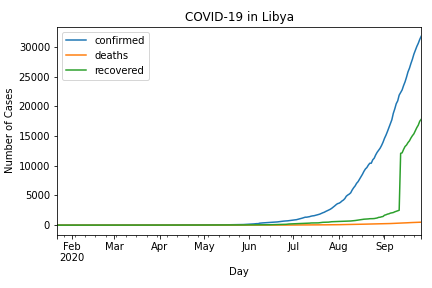 COVID-19 in Libya
confirmed
deaths
recovered
Number of Cases
30000
25000
20000
15000
10000
5000
0
Feb Mar Apr May Jun Jul Aug Sep
2020
Day